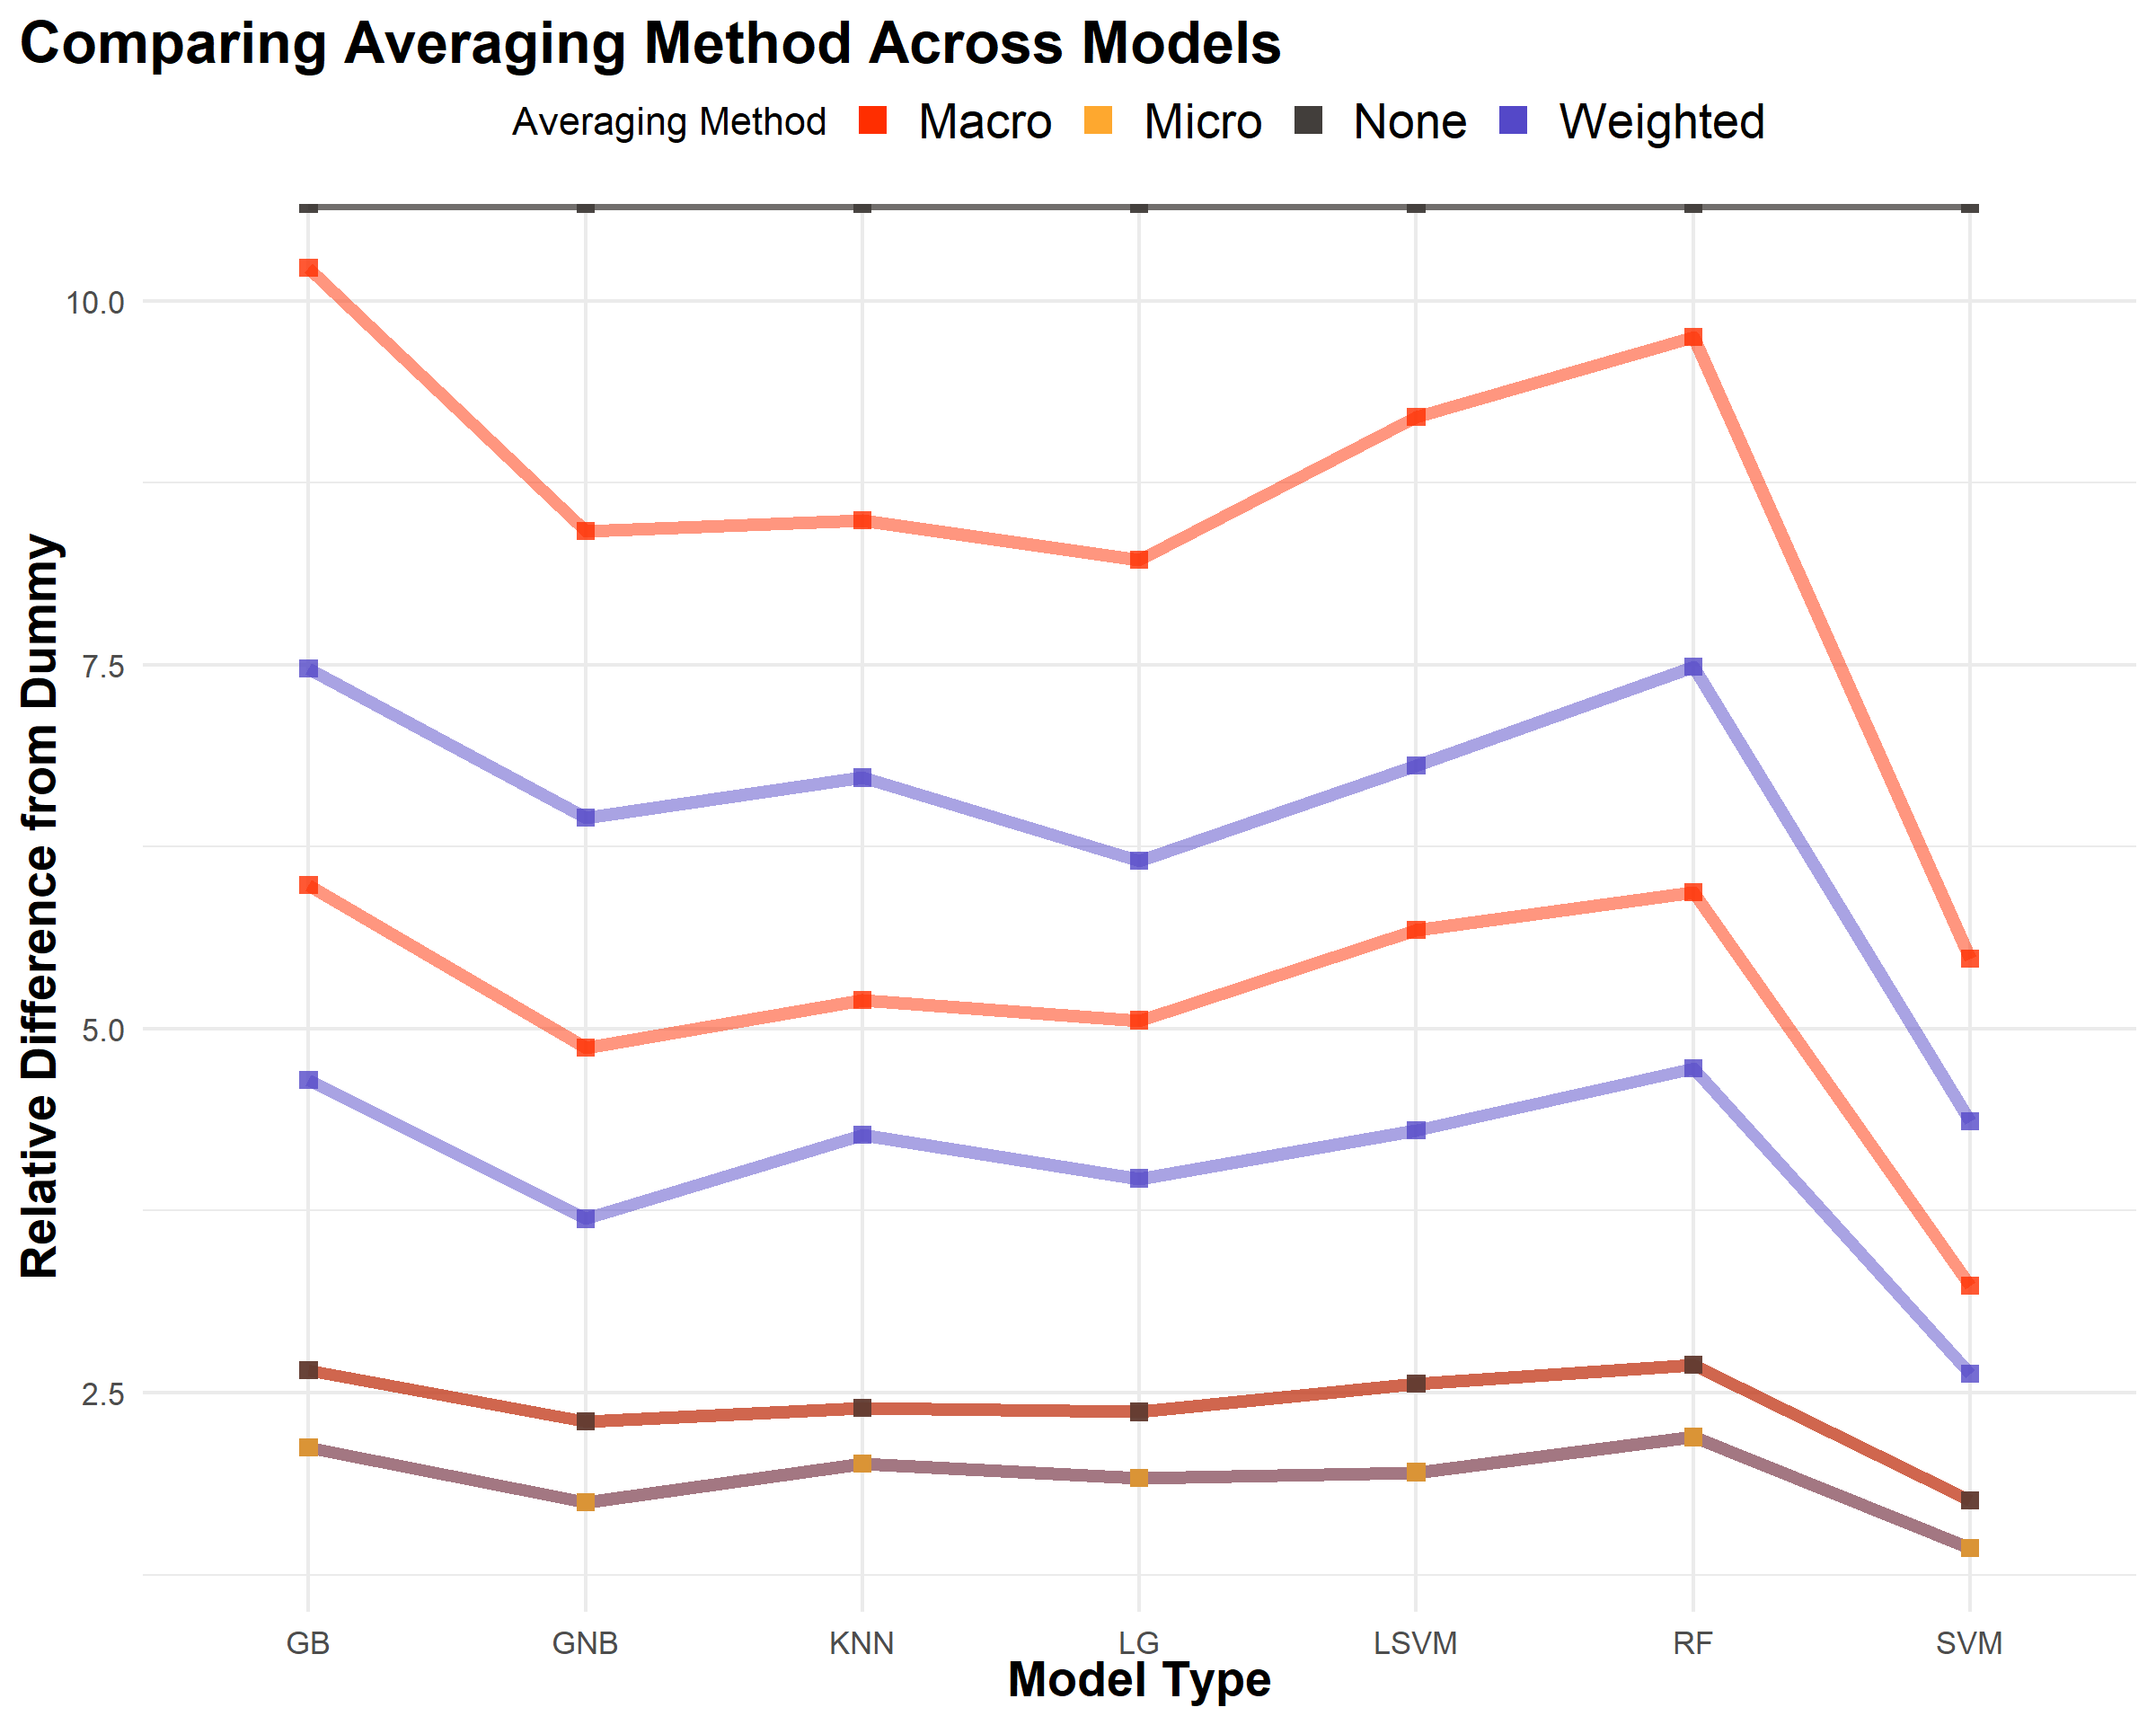 Comparing Averaging Method Across Models
Averaging Method Macro Micro None Weighted
Relative Difference from Dummy
10.0
7.5
5.0
2.5
GB GNB KNN LG LSVM RF SVM
Model Type